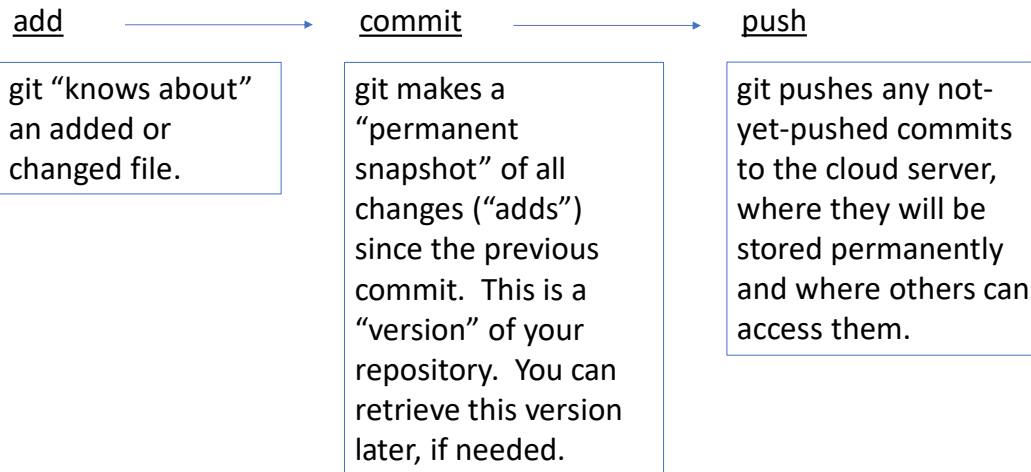 add
commit
push
git “knows about”
an added or
changed file.
git makes a
“permanent
snapshot” of all
changes (“adds”)
since the previous
commit.  This is a
“version” of your
repository.  You can
retrieve this version
later, if needed.
git pushes any not-
yet-pushed commits
to the cloud server,
where they will be
stored permanently
and where others can
access them.